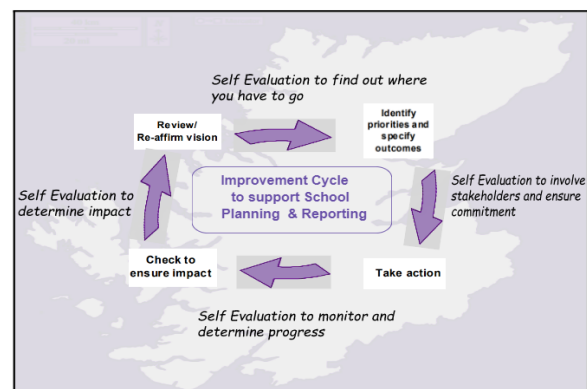 Self Evaluation to find out where
you have to go
Review/
Re-affirm vision
Identify
priorities and
specify
outcomes
Improvement Cycle
to support School
Planning & Reporting
Self Evaluation to
determine impact
Self Evaluation to involve
stakeholders and ensure
commitment
Check to
ensure impact
Take action
Self Evaluation to monitor and
determine progress